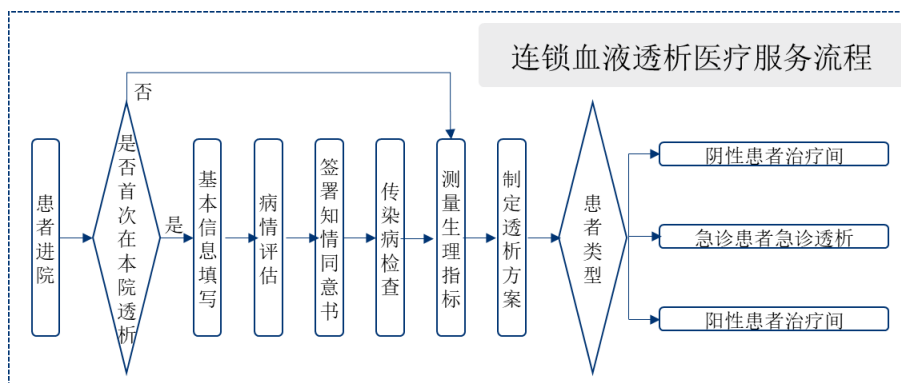 连锁血液透析医疗服务流程
否
患者进院
是否首次在本院透析
是
基本信息填写
病情评估
签署知情同意书
传染病检查
测量生理指标
制定透析方案
患者类型
阴性患者治疗间
急诊患者急诊透析
阳性患者治疗间